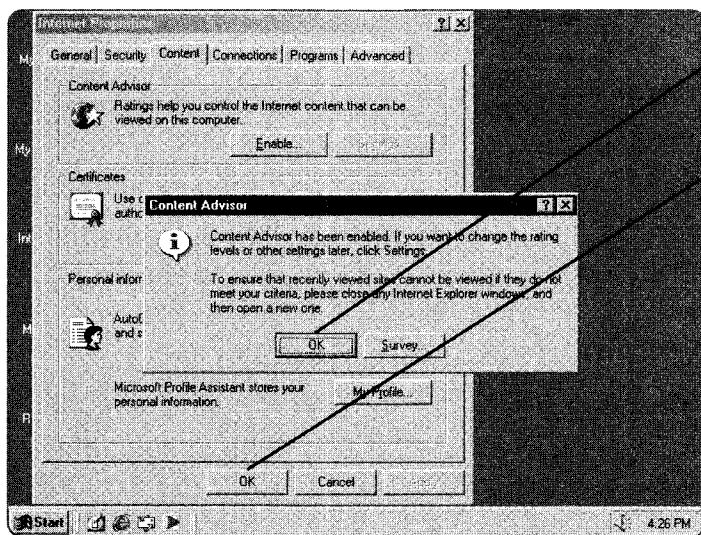 Internet Properties
General Security Content Connections Programs Advanced
Content Advisor
Ratings help you control the Internet content that can be
viewed on this computer.
Enable...
Certificates
Use
autho
Content Advisor
Content Advisor has been enabled. If you want to change the rating
levels or other settings later, click Settings.
To ensure that recently viewed sites cannot be viewed if they do not
meet your criteria, please close any Internet Explorer windows, and
then open a new one.
OK Survey...
Personal inform
and s
Microsoft Profile Assistant stores your
personal information.
My Profile...
OK Cancel
Start
4:26 PM